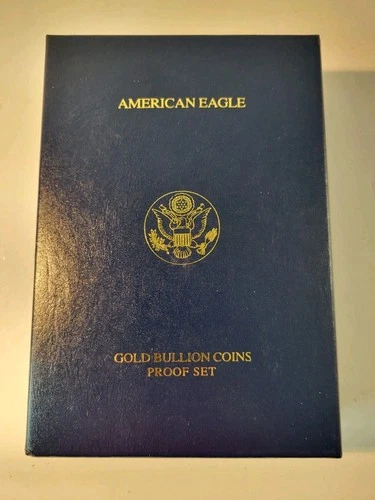 AMERICAN EAGLE
GOLD BULLION COINS
PROOF SET